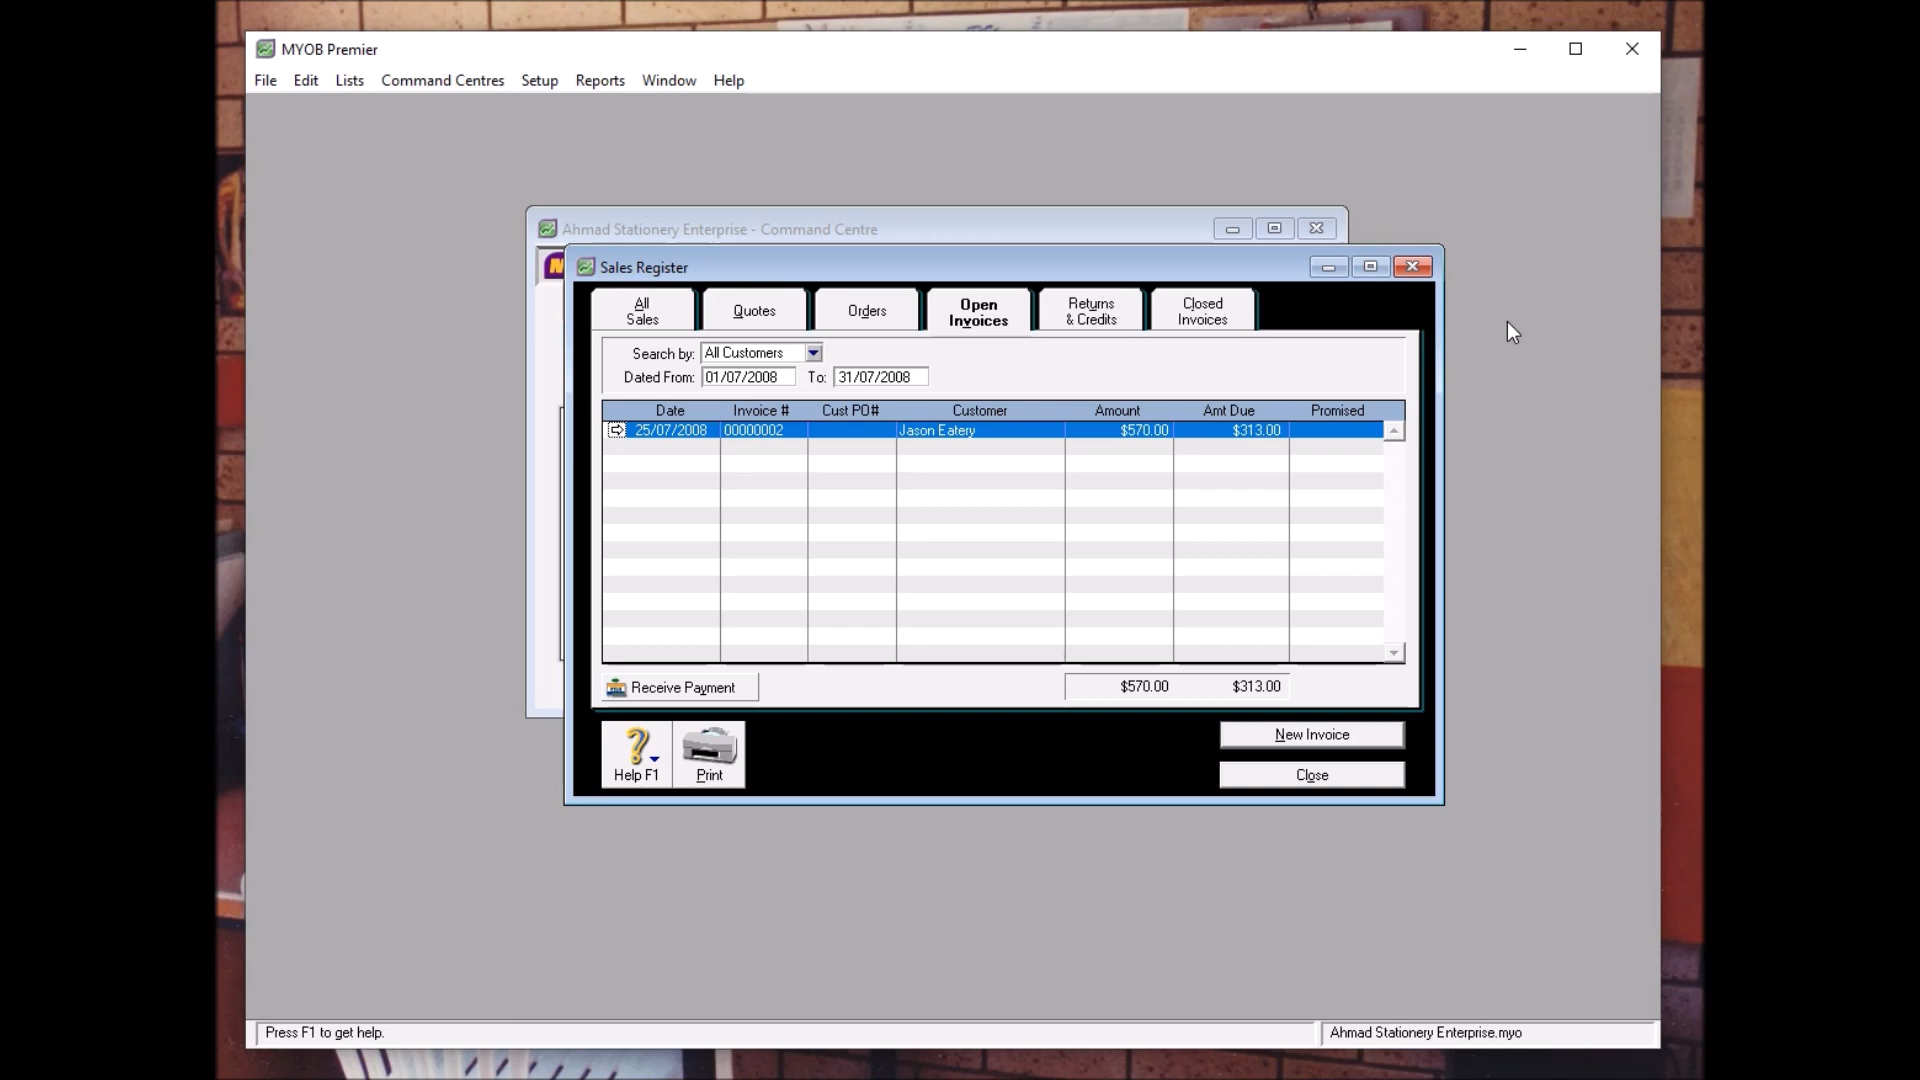 MYOB Premier
File Edit Lists Command Centres Setup Reports Window Help
Ahmad Stationery Enterprise - Command Centre
Sales Register
All Sales
Quotes
Orders
Open Invoices
Returns & Credits
Closed Invoices
Search by: All Customers
Dated From: 01/07/2008 To: 31/07/2008
Date Invoice # Cust PO# Customer Amount Amt Due Promised
25/07/2008 00000002 Jason Eatery $570.00 $313.00
Receive Payment $570.00 $313.00
Help F1
Print
New Invoice
Close
Press F1 to get help.
Ahmad Stationery Enterprise.myo